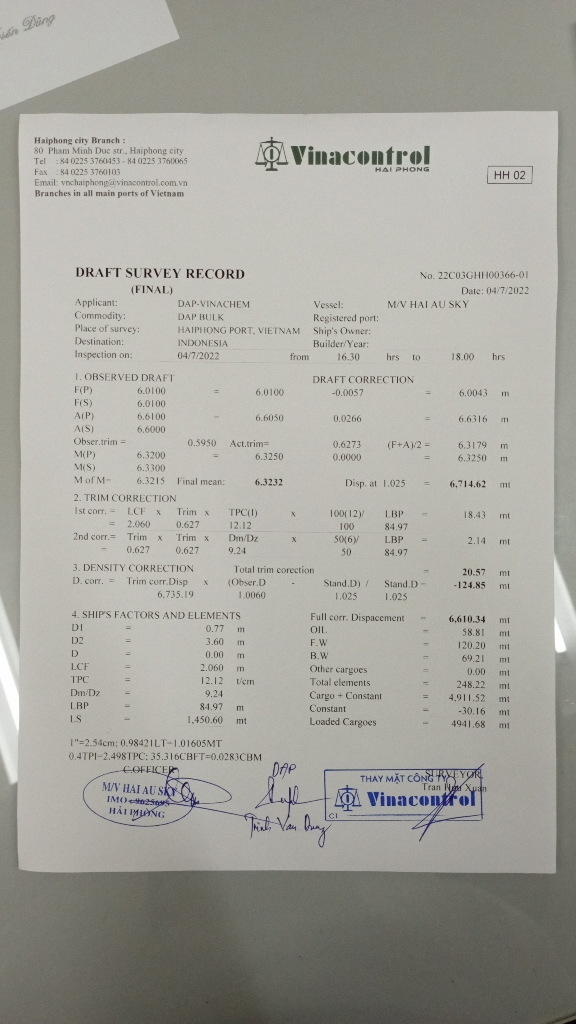 uấn Dũng
Haiphong city Branch :
80 Pham Minh Duc str., Haiphong city
Tel : 84 0225 3760453 - 84 0225 3760065
Fax : 84 0225 3760103
Email: vnchaiphong@vinacontrol.com.vn
Branches in all main ports of Vietnam
Vinacontrol
HAI PHONG
HH 02
DRAFT SURVEY RECORD No. 22C03GHH00366-01
(FINAL) Date: 04/7/2022
Applicant: DAP-VINACHEM Vessel: M/V HAI AU SKY
Commodity: DAP BULK Registered port:
Place of survey: HAIPHONG PORT, VIETNAM Ship's Owner:
Destination: INDONESIA Builder/Year:
Inspection on: 04/7/2022 from 16.30 hrs to 18.00 hrs
1. OBSERVED DRAFT DRAFT CORRECTION
F(P) 6.0100 = 6.0100 -0.0057 = 6.0043 m
F(S) 6.0100
A(P) 6.6100 = 6.6050 0.0266 = 6.6316 m
A(S) 6.6000
Obser.trim = 0.5950 Act.trim= 0.6273 (F+A)/2 = 6.3179 m
M(P) 6.3200 = 6.3250 0.0000 = 6.3250 m
M(S) 6.3300
M of M= 6.3215 Final mean: 6.3232 Disp. at 1.025 = 6,714.62 mt
2. TRIM CORRECTION
1st corr. = LCF x Trim x TPC(I) x 100(12)/ LBP = 18.43 mt
= 2.060 0.627 12.12 100 84.97
2nd corr.= Trim x Trim x Dm/Dz x 50(6)/ LBP = 2.14 mt
= 0.627 0.627 9.24 50 84.97
3. DENSITY CORRECTION Total trim corection = 20.57 mt
D. corr. = Trim corr.Disp x (Obser.D - Stand.D) / Stand.D = -124.85 mt
6,735.19 1.0060 1.025 1.025
4. SHIP'S FACTORS AND ELEMENTS Full corr. Dispacement = 6,610.34 mt
D1 = 0.77 m OIL = 58.81 mt
D2 = 3.60 m F.W = 120.20 mt
D = 0.00 m B.W = 69.21 mt
LCF = 2.060 m Other cargoes = 0.00 mt
TPC = 12.12 t/cm Total elements = 248.22 mt
Dm/Dz = 9.24 Cargo + Constant = 4,911.52 mt
LBP = 84.97 m Constant = -30.16 mt
LS = 1,450.60 mt Loaded Cargoes = 4941.68 mt
1"=2.54cm; 0.98421LT=1.01605MT
0.4TPI=2.498TPC; 35.316CBFT=0.0283CBM
C.OFFICER DAP SURVEYOR
M/V HAI AU SKY
IMO : 9625695
HẢI PHÒNG
Trịnh Van Dung
THAY MẶT CÔNG TY
Tran Huu Xuan
Vinacontrol
C1